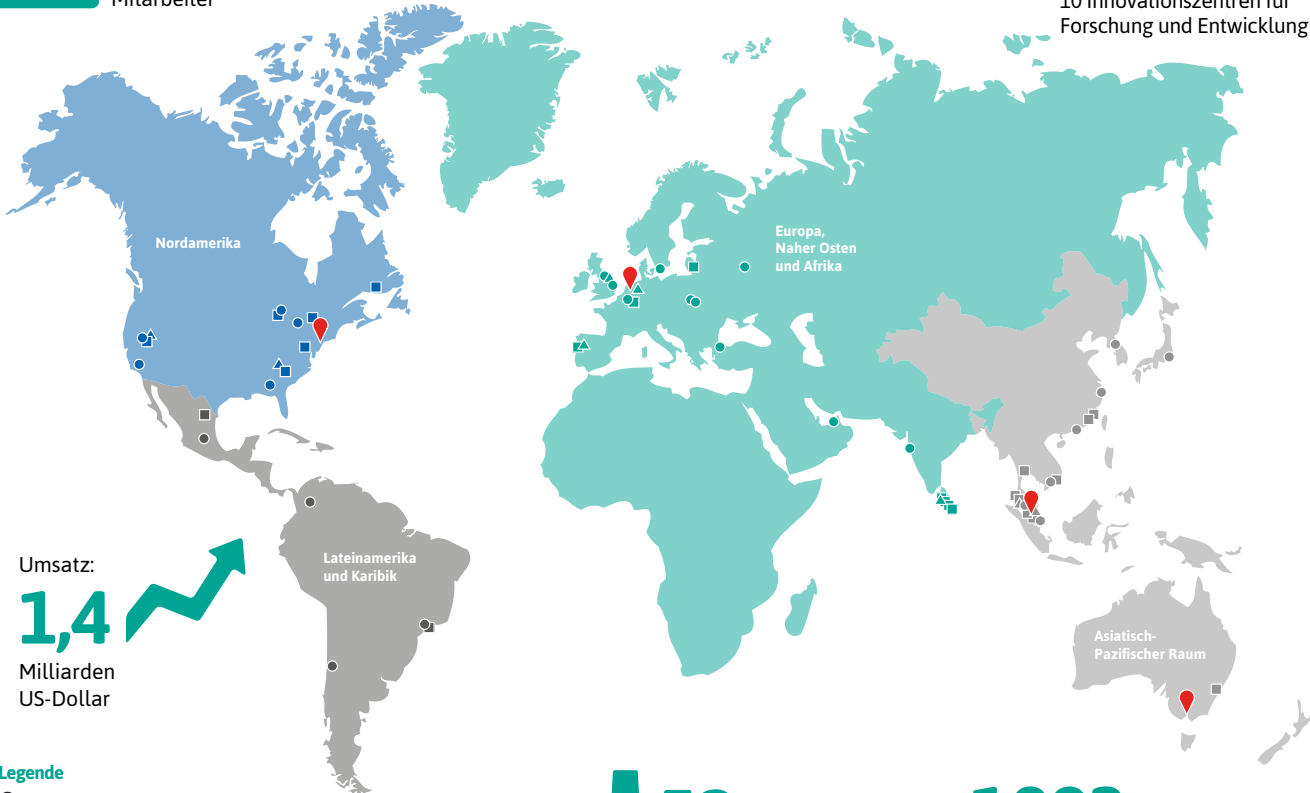 Mitarbeiter
10 Innovationszentren für
Forschung und Entwicklung
Nordamerika
Europa,
Naher Osten
und Afrika
Lateinamerika
und Karibik
Umsatz:
1,4
Milliarden
US-Dollar
Asiatisch-
Pazifischer Raum
Legende